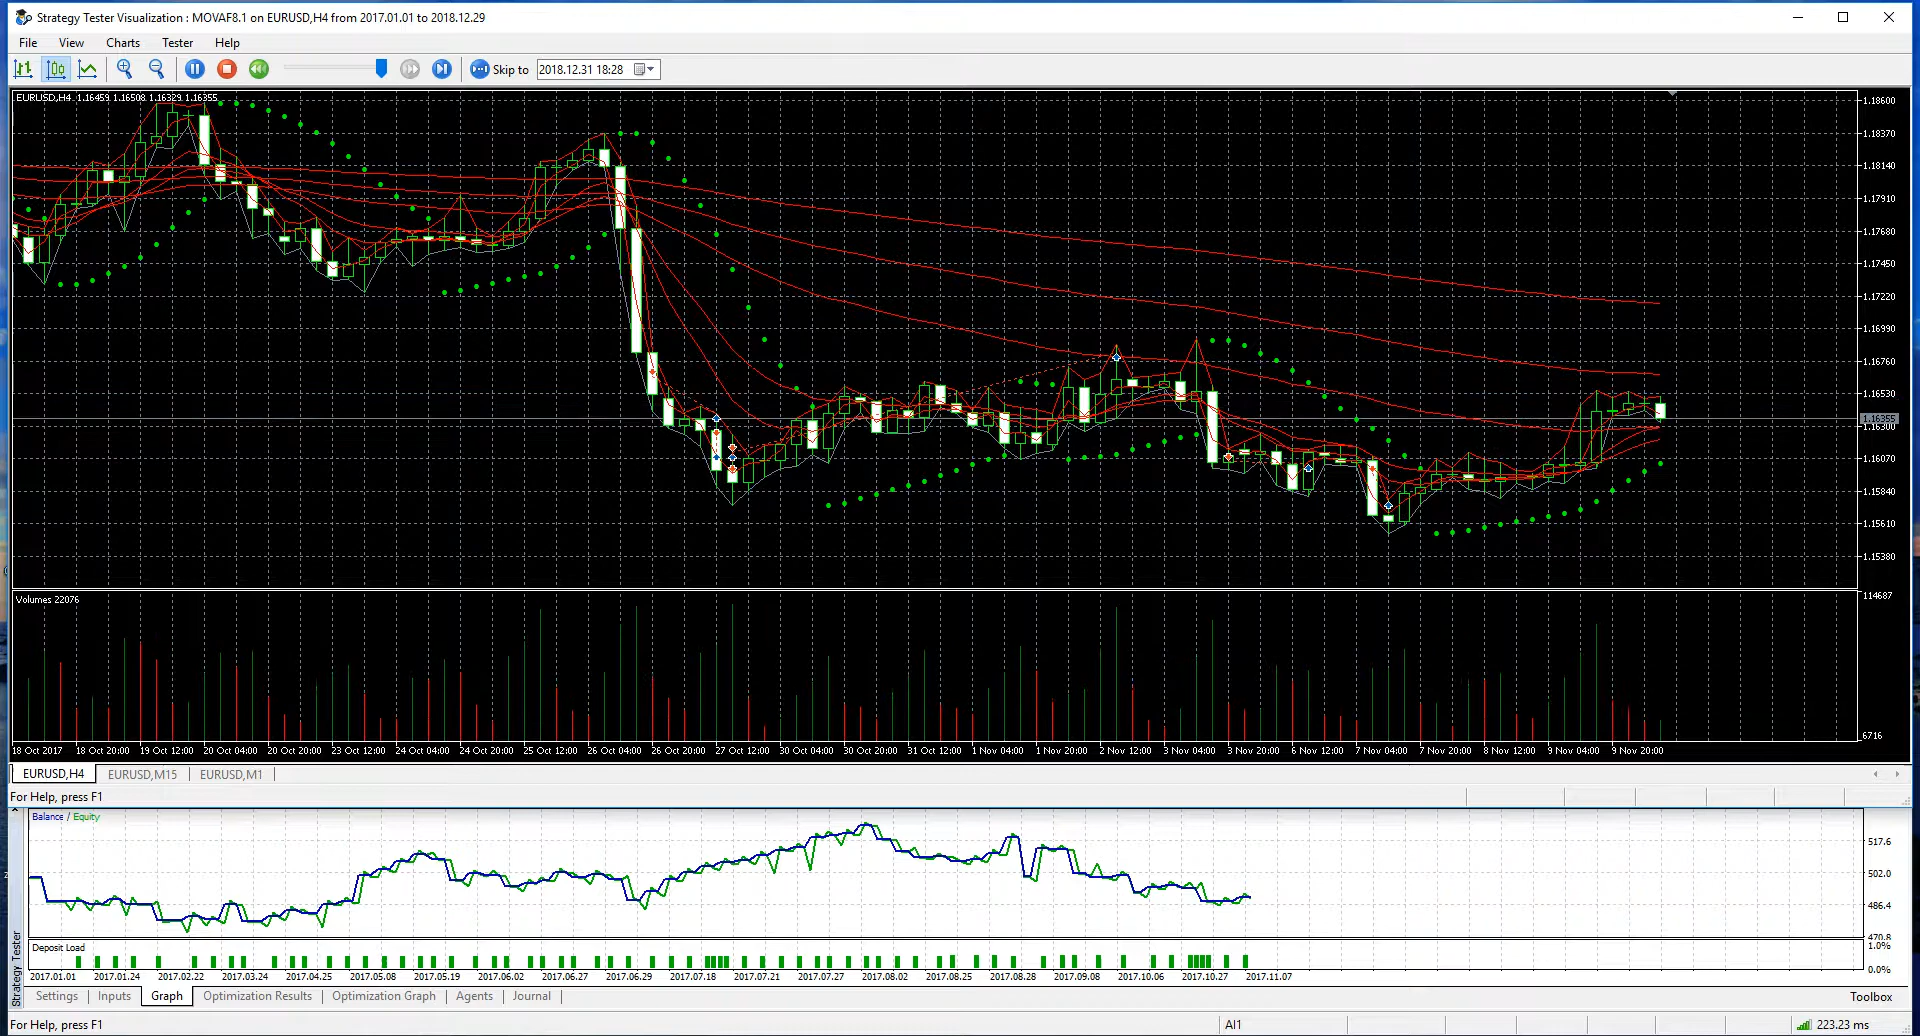 Strategy Tester Visualization : MOVAF8.1 on EURUSD,H4 from 2017.01.01 to 2018.12.29
File View Charts Tester Help
Skip to 2018.12.31 18:28
EURUSD,H4 1.16459 1.16508 1.16329 1.16355
1.18600
1.18370
1.18140
1.17910
1.17680
1.17450
1.17220
1.16990
1.16760
1.16530
1.16355
1.16300
1.16070
1.15840
1.15610
1.15380
Volumes 22076
114687
6716
18 Oct 2017 18 Oct 20:00 19 Oct 12:00 20 Oct 04:00 20 Oct 20:00 23 Oct 12:00 24 Oct 04:00 24 Oct 20:00 25 Oct 12:00 26 Oct 04:00 26 Oct 20:00 27 Oct 12:00 30 Oct 04:00 30 Oct 20:00 31 Oct 12:00 1 Nov 04:00 1 Nov 20:00 2 Nov 12:00 3 Nov 04:00 3 Nov 20:00 6 Nov 12:00 7 Nov 04:00 7 Nov 20:00 8 Nov 12:00 9 Nov 04:00 9 Nov 20:00
EURUSD,H4 EURUSD,M15 EURUSD,M1
For Help, press F1
Balance / Equity
517.6
502.0
486.4
470.8
Deposit Load
1.0%
0.0%
2017.01.01 2017.01.24 2017.02.22 2017.03.24 2017.04.25 2017.05.08 2017.05.19 2017.06.02 2017.06.27 2017.06.29 2017.07.18 2017.07.21 2017.07.27 2017.08.02 2017.08.25 2017.08.28 2017.09.08 2017.10.06 2017.10.27 2017.11.07
Strategy Tester
Settings Inputs Graph Optimization Results Optimization Graph Agents Journal
Toolbox
For Help, press F1
AI1
223.23 ms